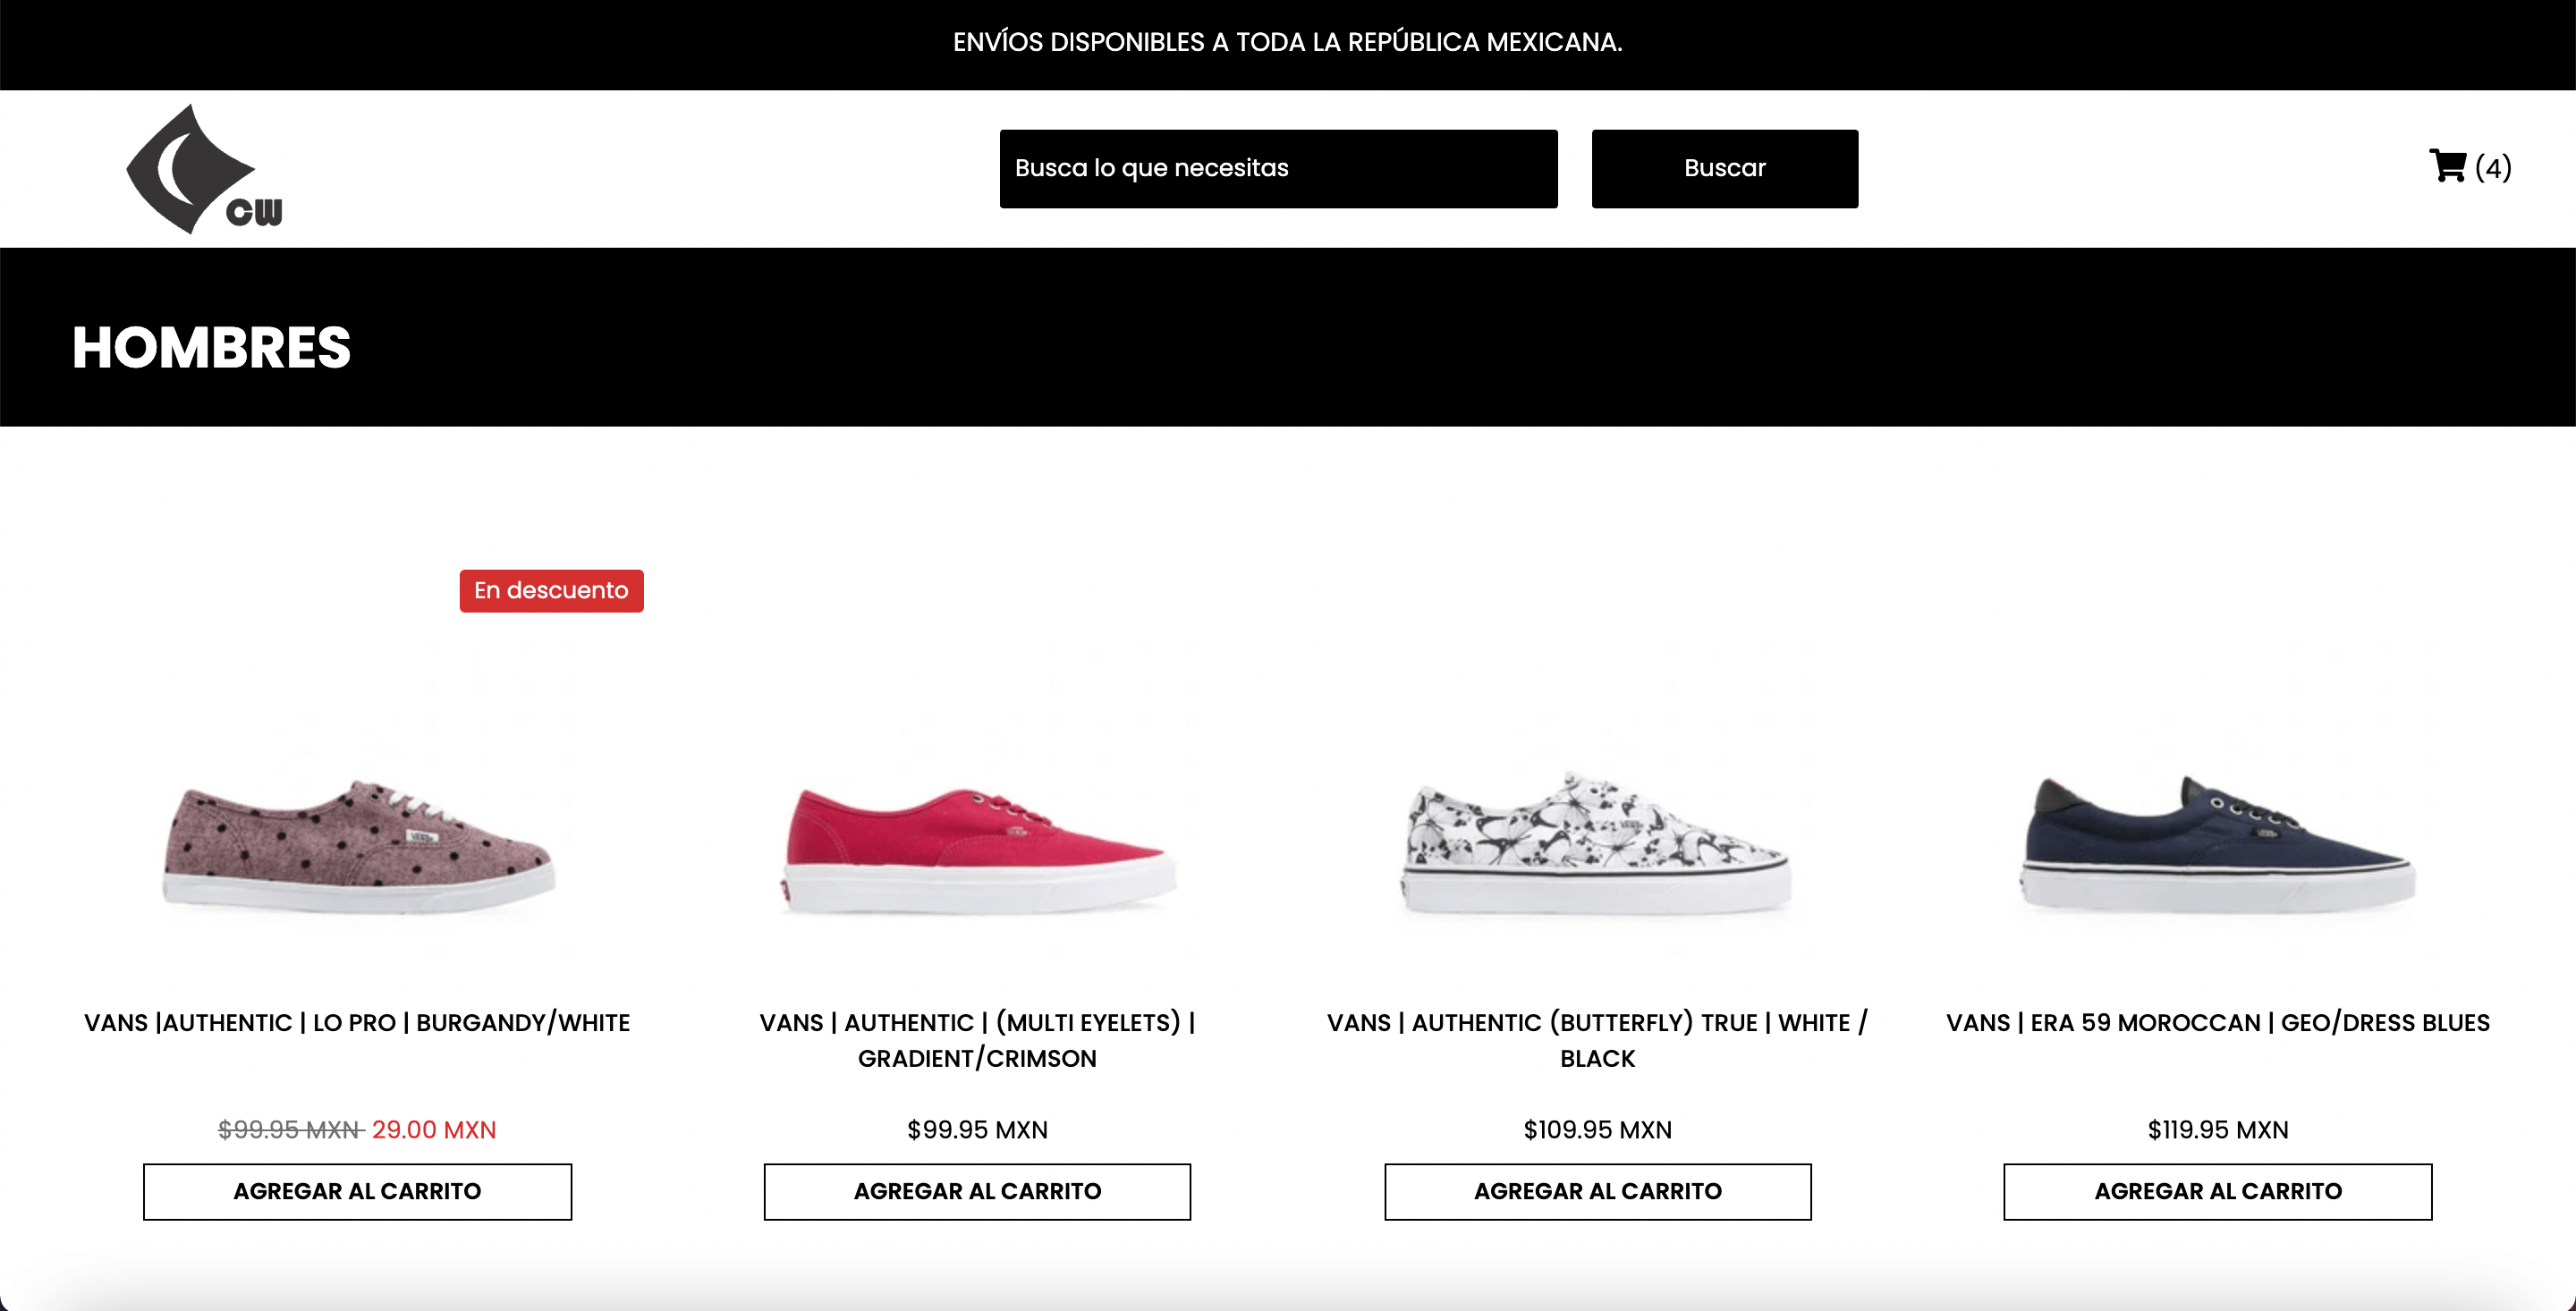 ENVÍOS DISPONIBLES A TODA LA REPÚBLICA MEXICANA.
CW
Busca lo que necesitas
Buscar
(4)
HOMBRES
En descuento
VANS |AUTHENTIC | LO PRO | BURGANDY/WHITE
$99.95 MXN 29.00 MXN
AGREGAR AL CARRITO
VANS | AUTHENTIC | (MULTI EYELETS) |
GRADIENT/CRIMSON
$99.95 MXN
AGREGAR AL CARRITO
VANS | AUTHENTIC (BUTTERFLY) TRUE | WHITE /
BLACK
$109.95 MXN
AGREGAR AL CARRITO
VANS | ERA 59 MOROCCAN | GEO/DRESS BLUES
$119.95 MXN
AGREGAR AL CARRITO